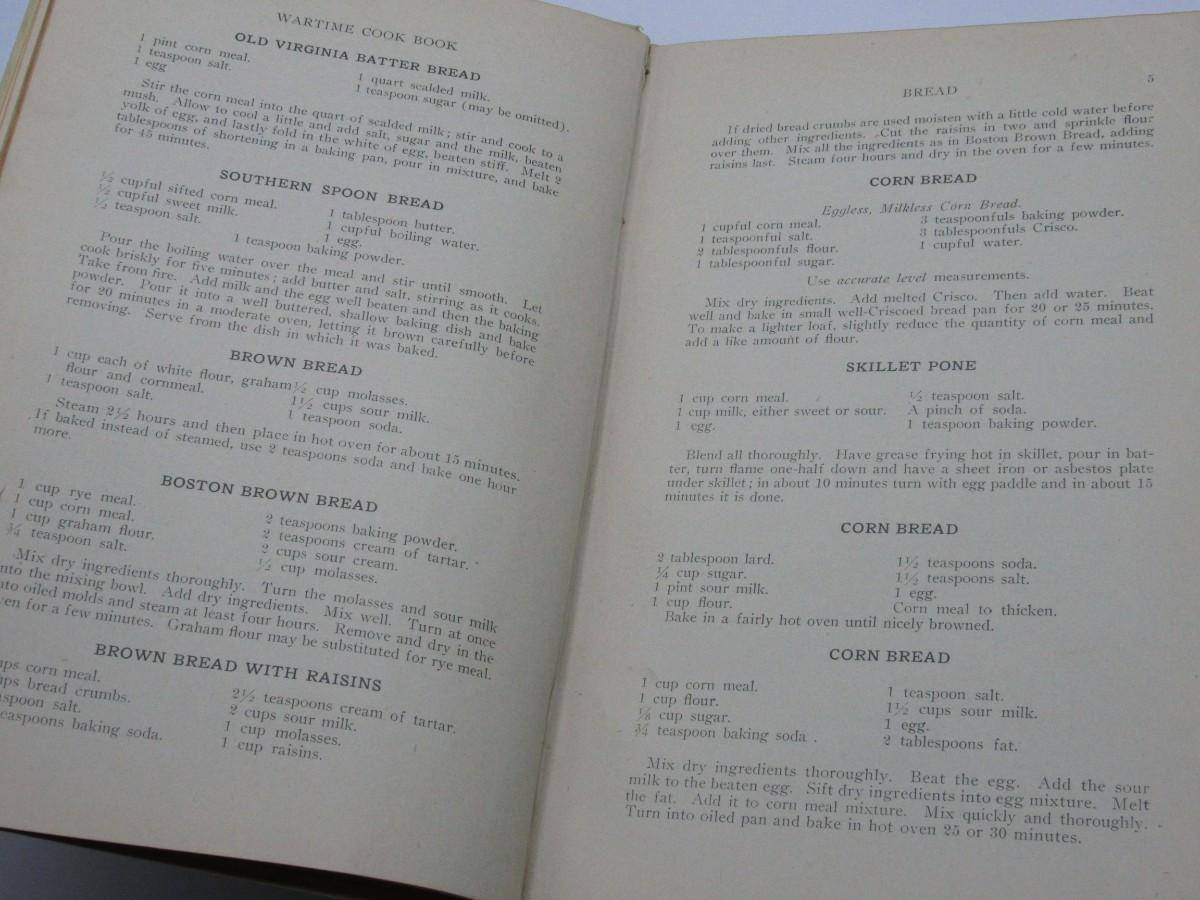 WARTIME COOK BOOK
OLD VIRGINIA BATTER BREAD
1 pint corn meal.
1 teaspoon salt.
1 egg
1 quart scalded milk.
1 teaspoon sugar (may be omitted).
Stir the corn meal into the quart of scalded milk; stir and cook to a
mush. Allow to cool a little and add salt, sugar and the milk, beaten
yolk of egg, and lastly fold in the white of egg, beaten stiff. Melt 2
tablespoons of shortening in a baking pan, pour in mixture, and bake
for 45 minutes.
SOUTHERN SPOON BREAD
½ cupful sifted corn meal.
½ cupful sweet milk.
½ teaspoon salt.
1 tablespoon butter.
1 cupful boiling water.
1 egg.
1 teaspoon baking powder.
Pour the boiling water over the meal and stir until smooth. Let
cook briskly for five minutes; add butter and salt, stirring as it cooks.
Take from fire. Add milk and the egg well beaten and then the baking
powder. Pour it into a well buttered, shallow baking dish and bake
for 20 minutes in a moderate oven, letting it brown carefully before
removing. Serve from the dish in which it was baked.
BROWN BREAD
1 cup each of white flour, graham
flour and cornmeal.
1 teaspoon salt.
½ cup molasses.
1½ cups sour milk.
1 teaspoon soda.
Steam 2½ hours and then place in hot oven for about 15 minutes.
If baked instead of steamed, use 2 teaspoons soda and bake one hour
more.
BOSTON BROWN BREAD
1 cup rye meal.
1 cup corn meal.
1 cup graham flour.
¾ teaspoon salt.
2 teaspoons baking powder.
2 teaspoons cream of tartar.
2 cups sour cream.
½ cup molasses.
Mix dry ingredients thoroughly. Turn the molasses and sour milk
into the mixing bowl. Add dry ingredients. Mix well. Turn at once
nto oiled molds and steam at least four hours. Remove and dry in the
ven for a few minutes. Graham flour may be substituted for rye meal.
BROWN BREAD WITH RAISINS
ups corn meal.
ups bread crumbs.
aspoon salt.
easpoons baking soda.
2½ teaspoons cream of tartar.
2 cups sour milk.
1 cup molasses.
1 cup raisins.
BREAD
5
If dried bread crumbs are used moisten with a little cold water before
adding other ingredients. Cut the raisins in two and sprinkle flour
over them. Mix all the ingredients as in Boston Brown Bread, adding
raisins last. Steam four hours and dry in the oven for a few minutes.
CORN BREAD
Eggless, Milkless Corn Bread.
1 cupful corn meal.
1 teaspoonful salt.
2 tablespoonfuls flour.
1 tablespoonful sugar.
3 teaspoonfuls baking powder.
3 tablespoonfuls Crisco.
1 cupful water.
Use accurate level measurements.
Mix dry ingredients. Add melted Crisco. Then add water. Beat
well and bake in small well-Criscoed bread pan for 20 or 25 minutes.
To make a lighter loaf, slightly reduce the quantity of corn meal and
add a like amount of flour.
SKILLET PONE
1 cup corn meal.
1 cup milk, either sweet or sour.
1 egg.
½ teaspoon salt.
A pinch of soda.
1 teaspoon baking powder.
Blend all thoroughly. Have grease frying hot in skillet, pour in bat-
ter, turn flame one-half down and have a sheet iron or asbestos plate
under skillet; in about 10 minutes turn with egg paddle and in about 15
minutes it is done.
CORN BREAD
2 tablespoon lard.
¼ cup sugar.
1 pint sour milk.
1 cup flour.
1½ teaspoons soda.
1½ teaspoons salt.
1 egg.
Corn meal to thicken.
Bake in a fairly hot oven until nicely browned.
CORN BREAD
1 cup corn meal.
1 cup flour.
⅛ cup sugar.
¾ teaspoon baking soda .
1 teaspoon salt.
1½ cups sour milk.
1 egg.
2 tablespoons fat.
Mix dry ingredients thoroughly. Beat the egg. Add the sour
milk to the beaten egg. Sift dry ingredients into egg mixture. Melt
the fat. Add it to corn meal mixture. Mix quickly and thoroughly.
Turn into oiled pan and bake in hot oven 25 or 30 minutes.